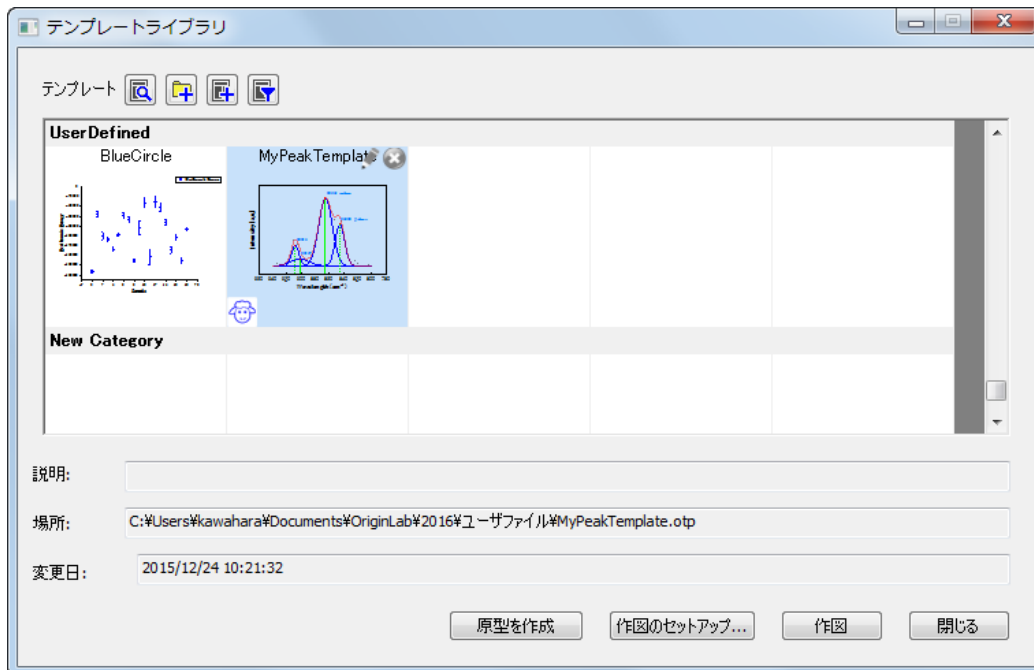 テンプレートライブラリ
テンプレート
UserDefined
BlueCircle
MyPeakTemplate
New Category
説明:
場所:
C:¥Users¥kawahara¥Documents¥OriginLab¥2016¥ユーザファイル¥MyPeakTemplate.otp
変更日:
2015/12/24 10:21:32
原型を作成
作図のセットアップ...
作図
閉じる